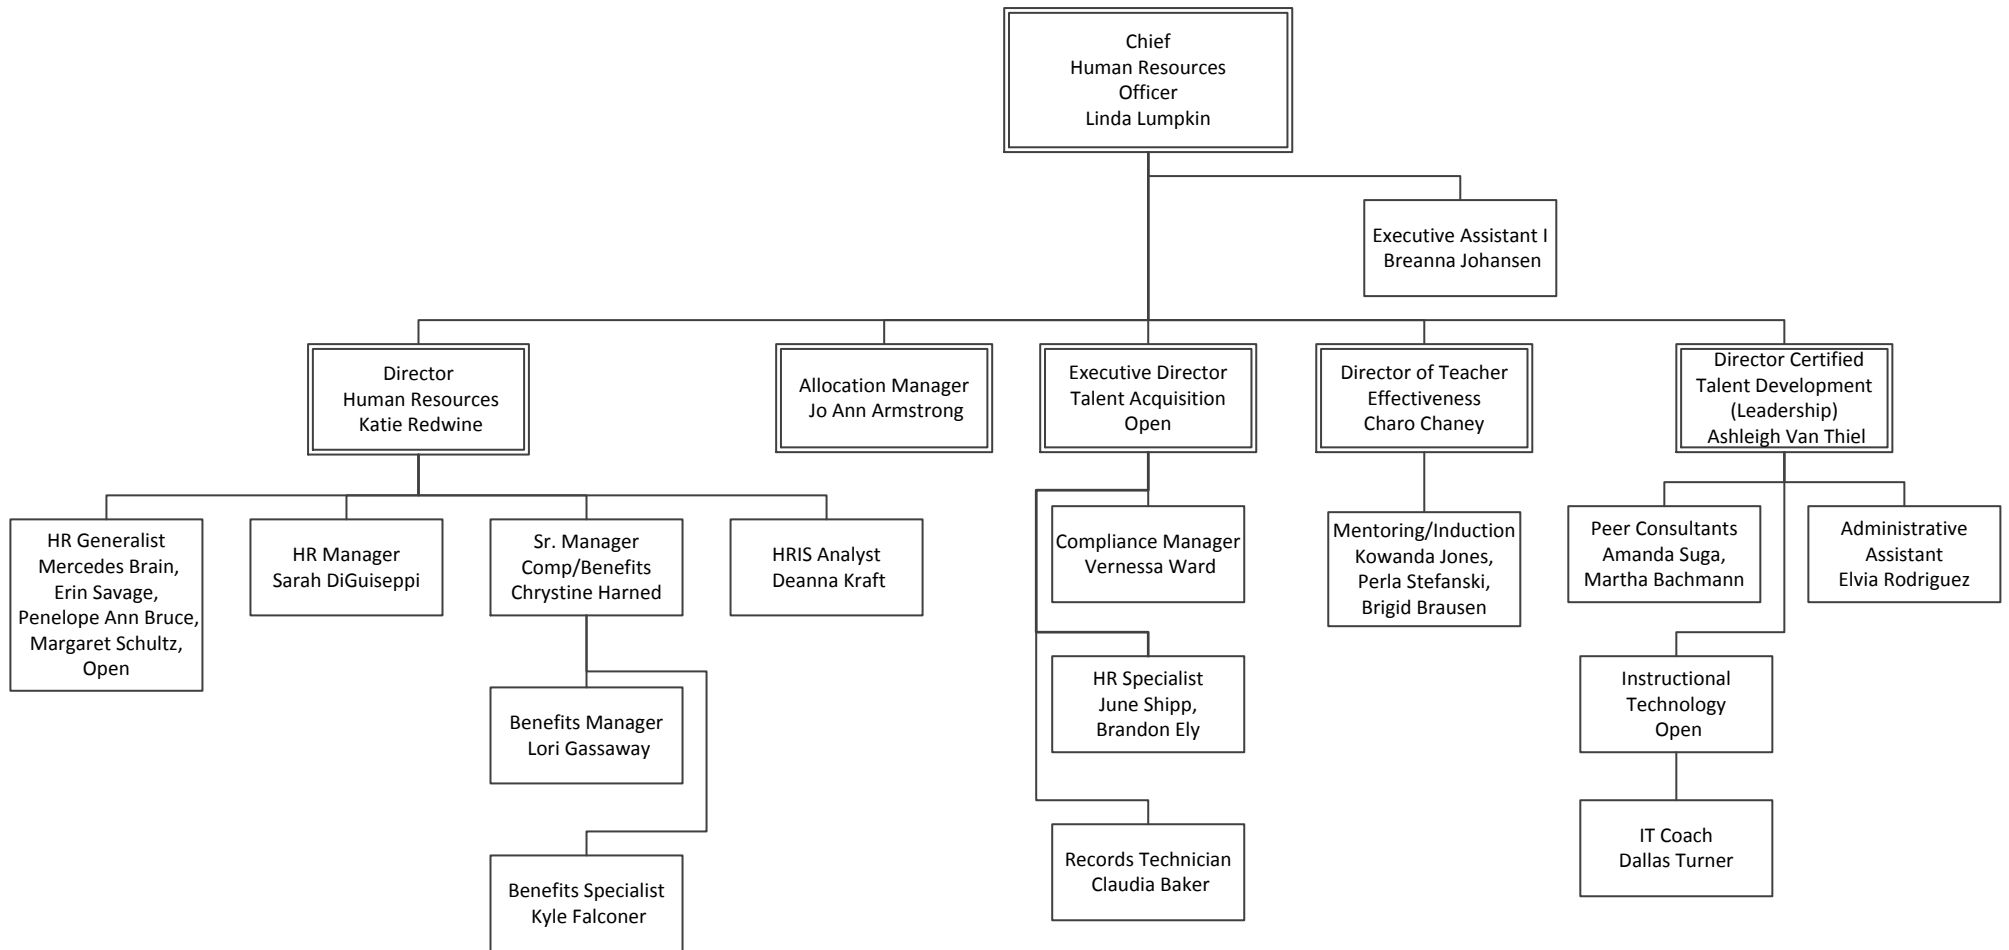 Chief
Human Resources
Officer
Linda Lumpkin
Executive Assistant I
Breanna Johansen
Director
Human Resources
Katie Redwine
Allocation Manager
Jo Ann Armstrong
Executive Director
Talent Acquisition
Open
Director of Teacher
Effectiveness
Charo Chaney
Director Certified
Talent Development
(Leadership)
Ashleigh Van Thiel
HR Generalist
Mercedes Brain,
Erin Savage,
Penelope Ann Bruce,
Margaret Schultz,
Open
HR Manager
Sarah DiGuiseppi
Sr. Manager
Comp/Benefits
Chrystine Harned
HRIS Analyst
Deanna Kraft
Compliance Manager
Vernessa Ward
Mentoring/Induction
Kowanda Jones,
Perla Stefanski,
Brigid Brausen
Peer Consultants
Amanda Suga,
Martha Bachmann
Administrative
Assistant
Elvia Rodriguez
Benefits Manager
Lori Gassaway
HR Specialist
June Shipp,
Brandon Ely
Instructional
Technology
Open
Benefits Specialist
Kyle Falconer
Records Technician
Claudia Baker
IT Coach
Dallas Turner